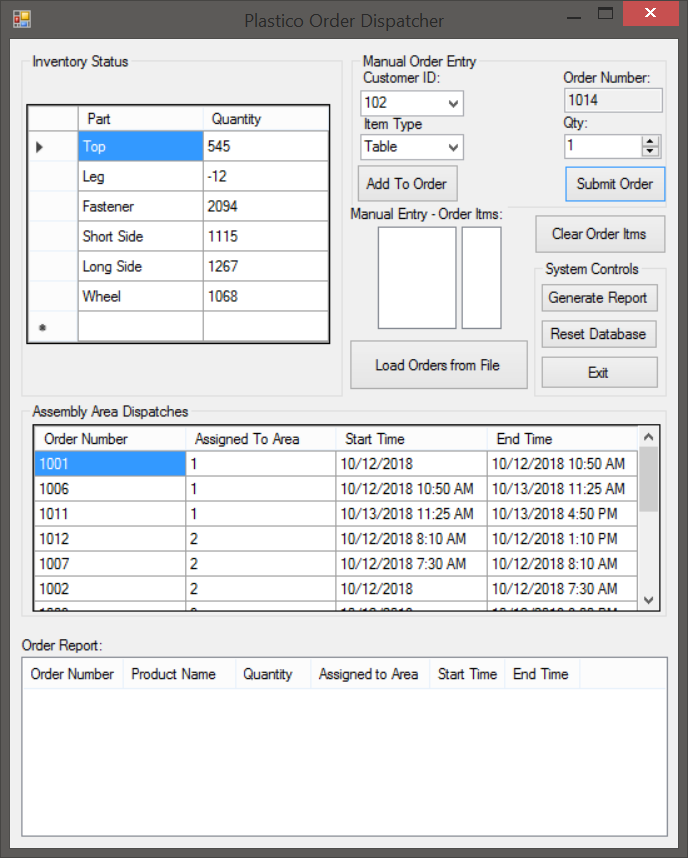 Plastico Order Dispatcher
Inventory Status
Part Quantity
Top 545
Leg -12
Fastener 2094
Short Side 1115
Long Side 1267
Wheel 1068
Manual Order Entry
Customer ID: Order Number:
102 1014
Item Type Qty:
Table 1
Add To Order Submit Order
Manual Entry - Order Itms:
Clear Order Itms
System Controls
Generate Report
Reset Database
Load Orders from File
Exit
Assembly Area Dispatches
Order Number Assigned To Area Start Time End Time
1001 1 10/12/2018 10/12/2018 10:50 AM
1006 1 10/12/2018 10:50 AM 10/13/2018 11:25 AM
1011 1 10/13/2018 11:25 AM 10/13/2018 4:50 PM
1012 2 10/12/2018 8:10 AM 10/12/2018 1:10 PM
1007 2 10/12/2018 7:30 AM 10/12/2018 8:10 AM
1002 2 10/12/2018 10/12/2018 7:30 AM
Order Report:
Order Number Product Name Quantity Assigned to Area Start Time End Time